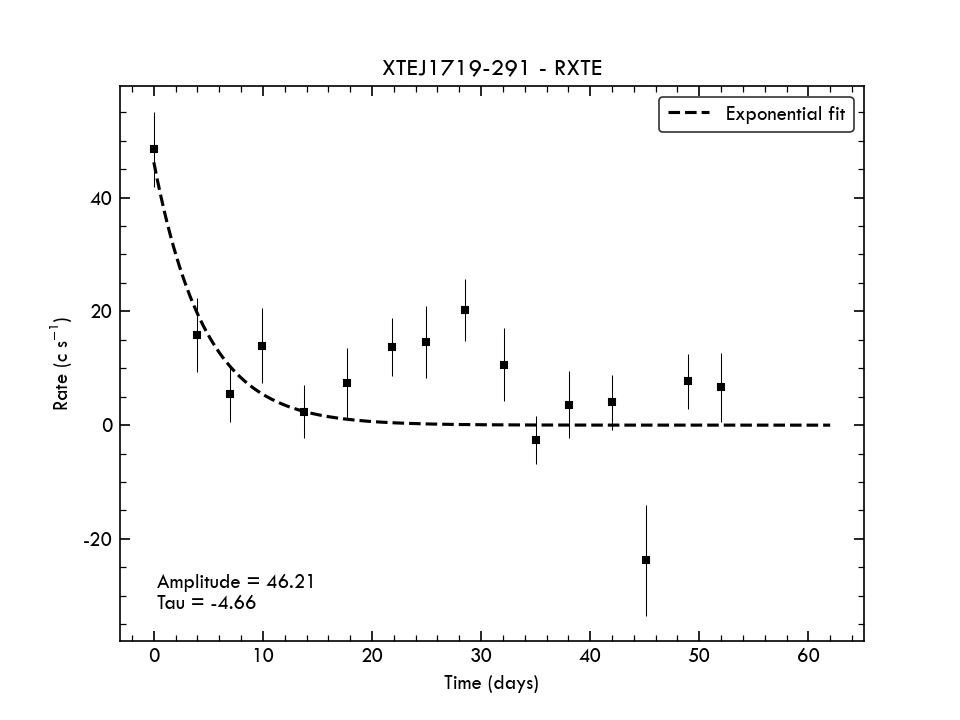 XTEJ1719-291 - RXTE
Exponential fit
40
20
0
-20
Rate (c s⁻¹)
Amplitude = 46.21
Tau = -4.66
0 10 20 30 40 50 60
Time (days)